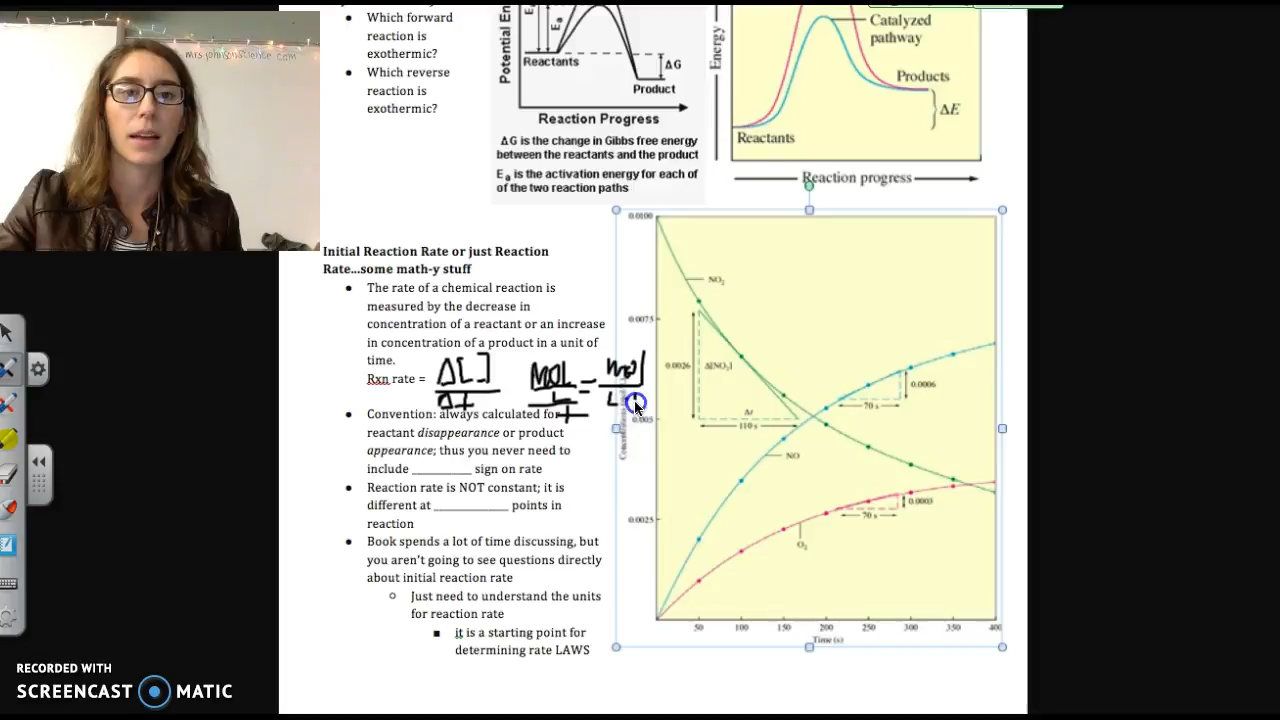 mrsjohnsonscience.com
Which forward
reaction is
exothermic?
Which reverse
reaction is
exothermic?
Potential En
E
Ea
Reactants
ΔG
Product
Reaction Progress
ΔG is the change in Gibbs free energy
between the reactants and the product
Ea is the activation energy for each of
of the two reaction paths
Energy
Catalyzed
pathway
Products
ΔE
Reactants
Reaction progress
Initial Reaction Rate or just Reaction
Rate...some math-y stuff
The rate of a chemical reaction is
measured by the decrease in
concentration of a reactant or an increase
in concentration of a product in a unit of
time.
Rxn rate = Δ[ ]/Δt mol/L/t = mol/L t
Convention: always calculated for
reactant disappearance or product
appearance; thus you never need to
include __________ sign on rate
Reaction rate is NOT constant; it is
different at ____________ points in
reaction
Book spends a lot of time discussing, but
you aren't going to see questions directly
about initial reaction rate
Just need to understand the units
for reaction rate
it is a starting point for
determining rate LAWS
0.0100
NO₂
0.0075
0.0026
Δ[NO₂]
0.0006
70 s
Δt
0.005
110 s
NO
0.0003
70 s
0.0025
O₂
50 100 150 200 250 300 350 400
Time (s)
RECORDED WITH
SCREENCAST MATIC